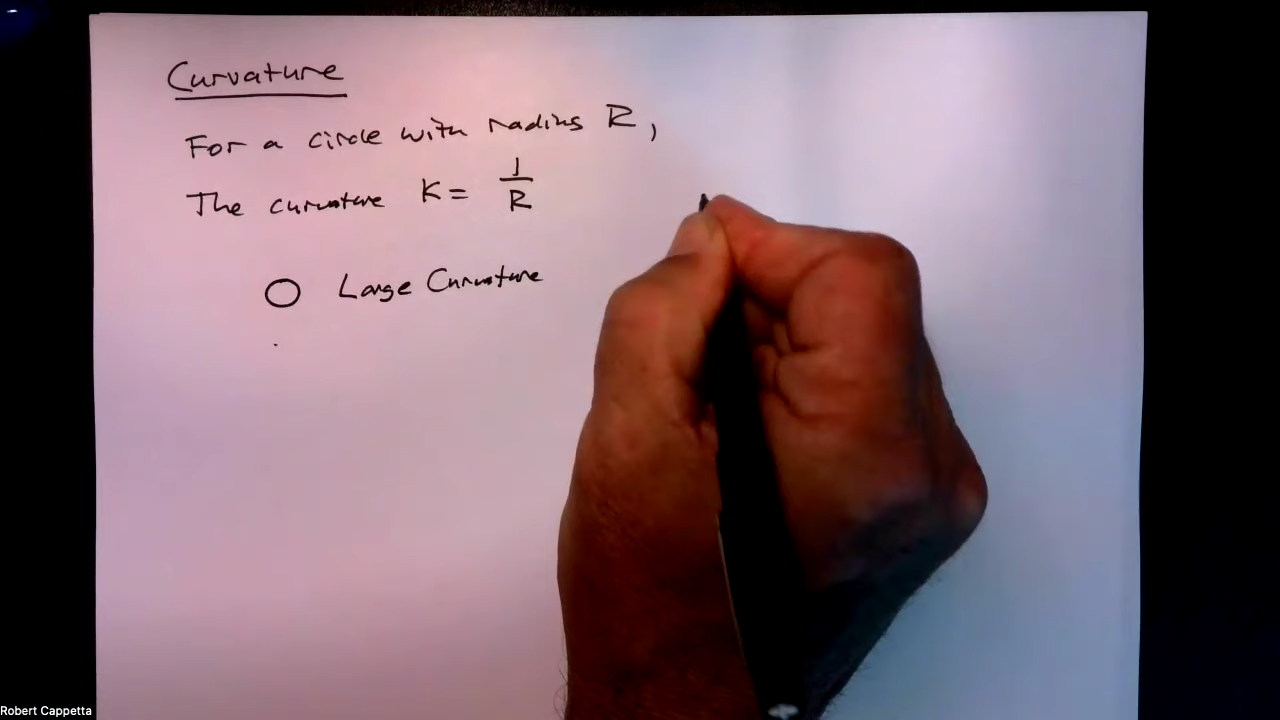 Curvature
For a circle with radius R,
The curvature K = 1/R
Large Curvature
Robert Cappetta